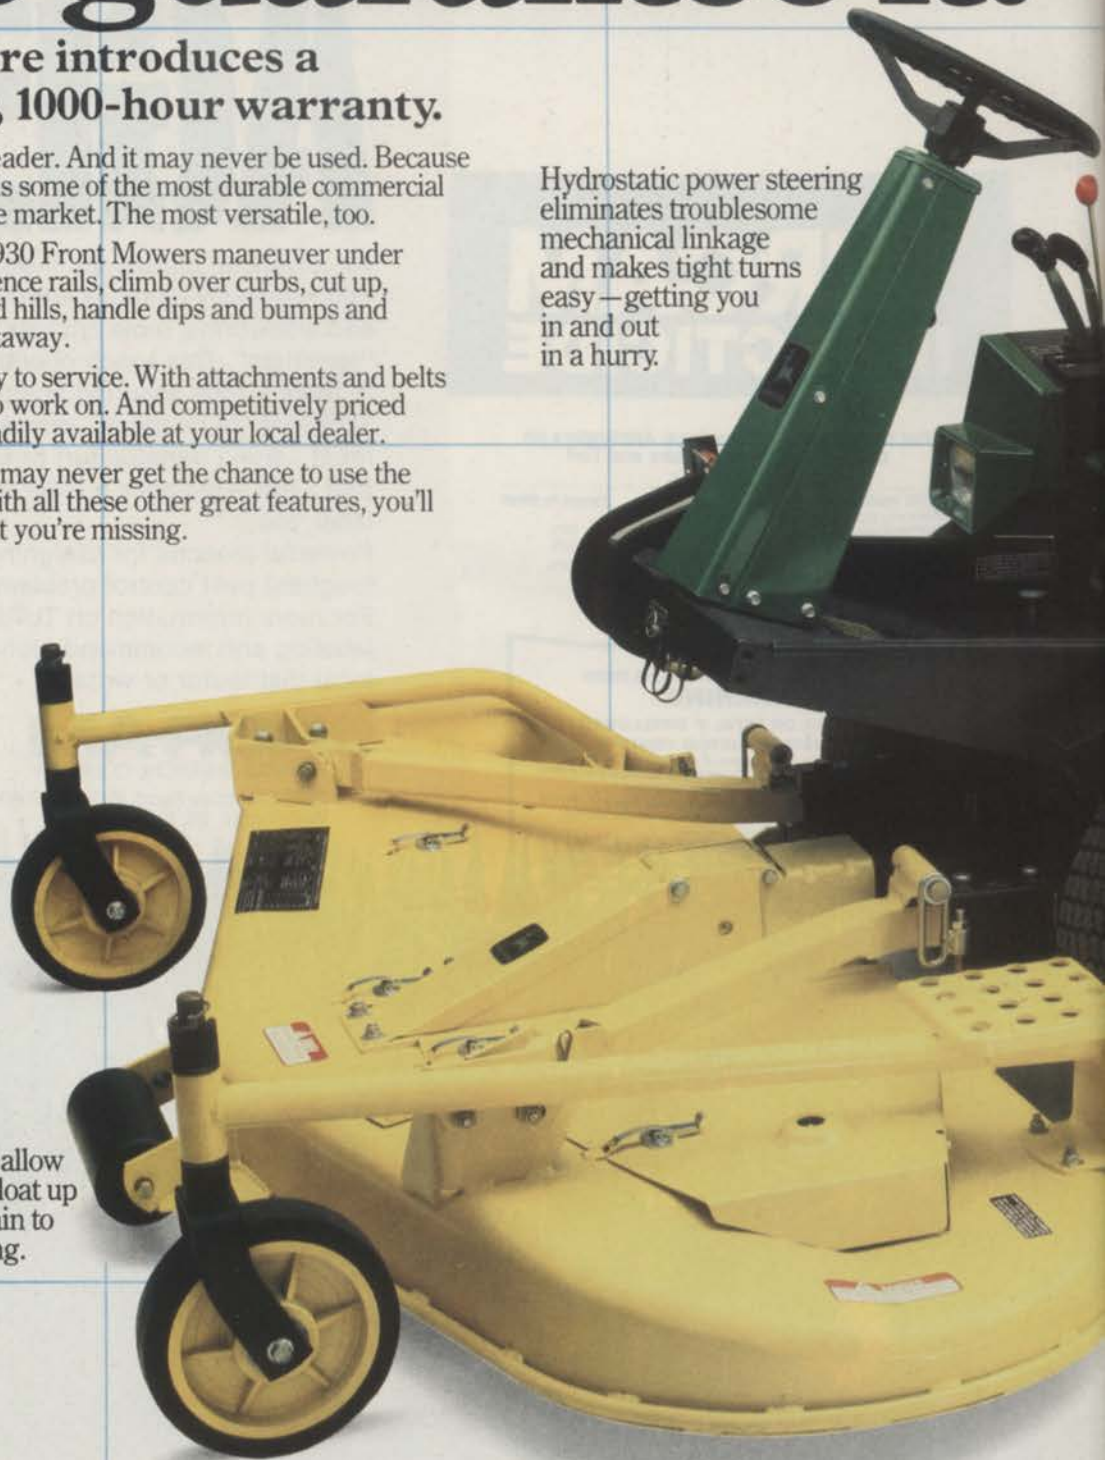 guarantee it.
re introduces a
, 1000-hour warranty.
eader. And it may never be used. Because
s some of the most durable commercial
e market. The most versatile, too.
930 Front Mowers maneuver under
ence rails, climb over curbs, cut up,
d hills, handle dips and bumps and
away.
y to service. With attachments and belts
o work on. And competitively priced
dily available at your local dealer.
may never get the chance to use the
ith all these other great features, you'll
t you're missing.
Hydrostatic power steering
eliminates troublesome
mechanical linkage
and makes tight turns
easy—getting you
in and out
in a hurry.
allow
loat up
in to
g.